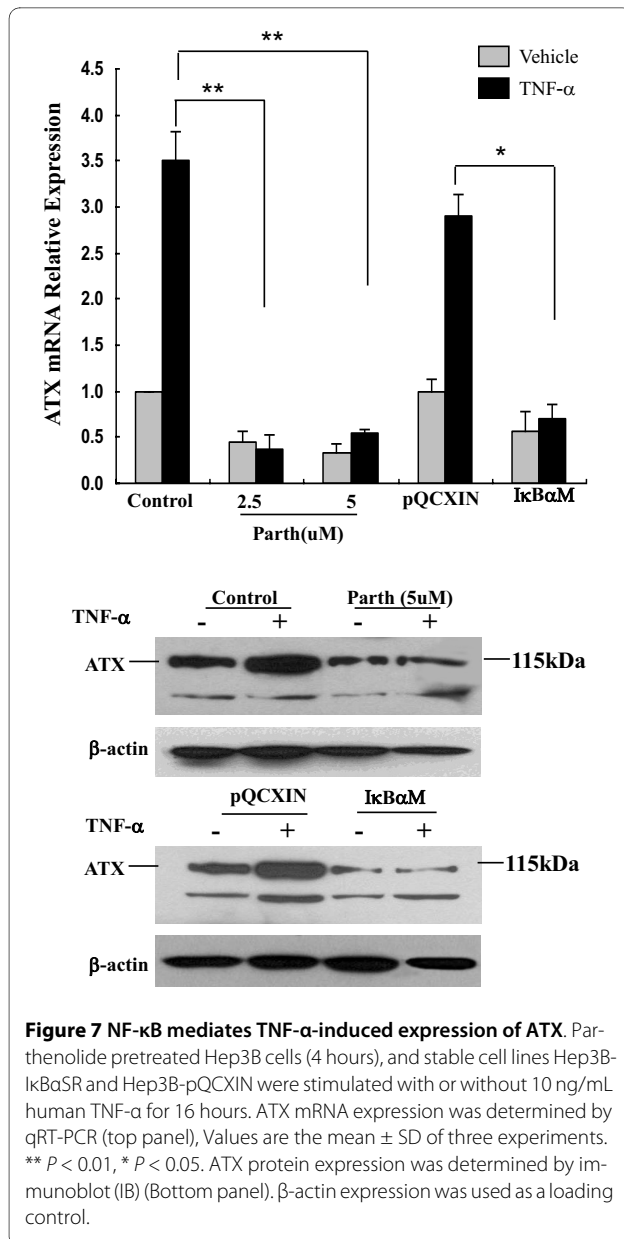 **
**
*
Vehicle
TNF-α
4.5
4.0
3.5
3.0
2.5
2.0
1.5
1.0
0.5
0.0
ATX mRNA Relative Expression
Control
2.5
5
pQCXIN
IκBαM
Parth(uM)
Control
Parth (5uM)
TNF-α
-
+
-
+
ATX
115kDa
β-actin
pQCXIN
IκBαM
TNF-α
-
+
-
+
ATX
115kDa
β-actin
Figure 7 NF-κB mediates TNF-α-induced expression of ATX. Par-
thenolide pretreated Hep3B cells (4 hours), and stable cell lines Hep3B-
IκBαSR and Hep3B-pQCXIN were stimulated with or without 10 ng/mL
human TNF-α for 16 hours. ATX mRNA expression was determined by
qRT-PCR (top panel), Values are the mean ± SD of three experiments.
** P < 0.01, * P < 0.05. ATX protein expression was determined by im-
munoblot (IB) (Bottom panel). β-actin expression was used as a loading
control.